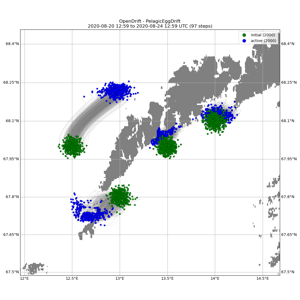 OpenDrift - PelagicEggDrift
2020-08-20 12:59 to 2020-08-24 12:59 UTC (97 steps)
initial (2000)
active (2000)
68.4°N 68.4°N
68.25°N 68.25°N
68.1°N 68.1°N
67.95°N 67.95°N
67.8°N 67.8°N
67.65°N 67.65°N
67.5°N 67.5°N
12°E 12.5°E 13°E 13.5°E 14°E 14.5°E